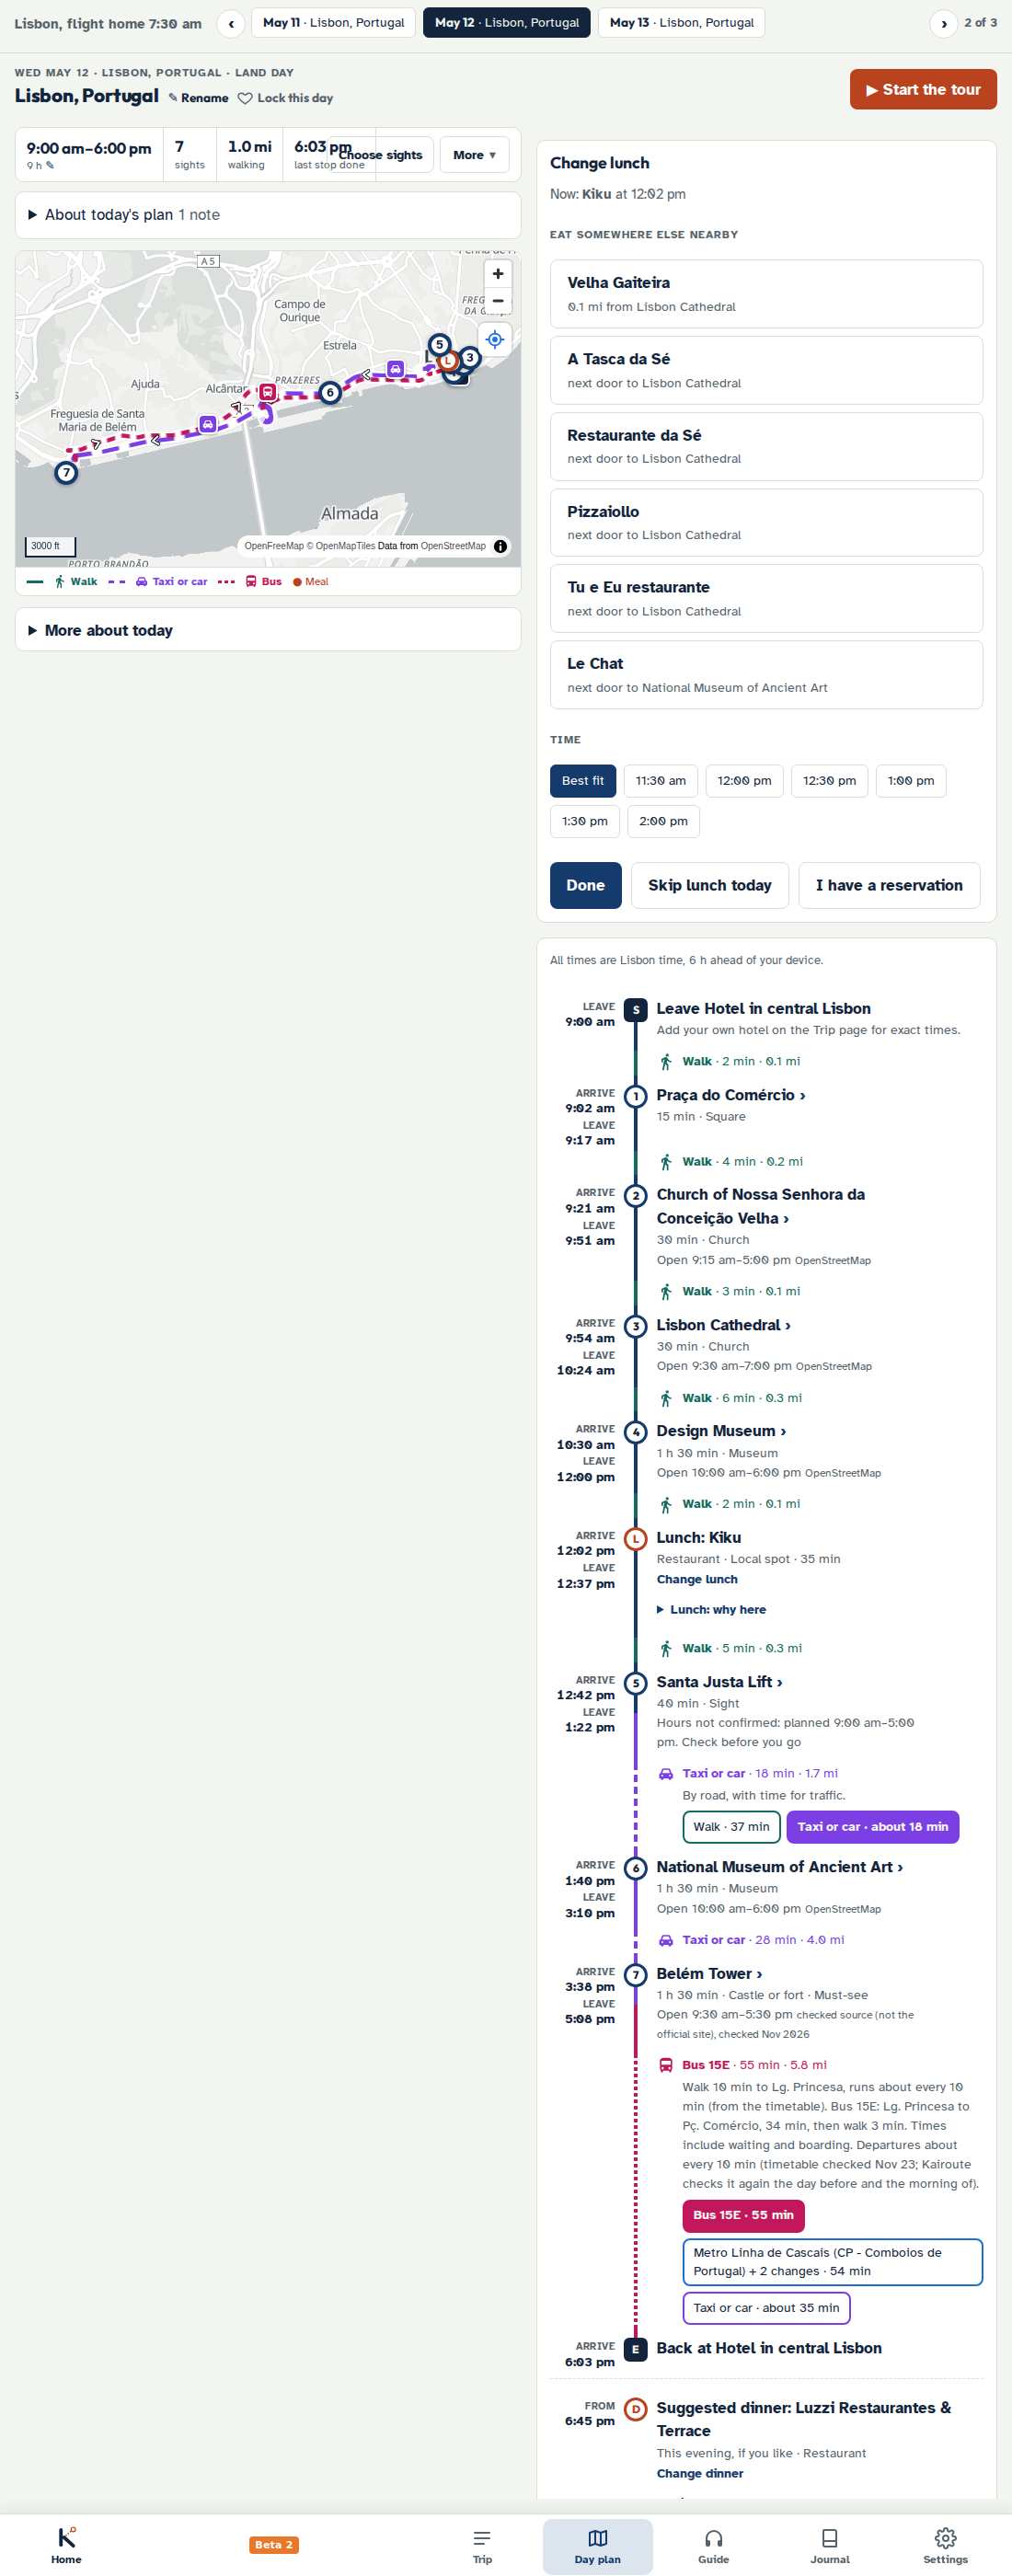 Lisbon, flight home 7:30 am
‹
May 11 · Lisbon, Portugal
May 12 · Lisbon, Portugal
May 13 · Lisbon, Portugal
›
2 of 3
WED MAY 12 · LISBON, PORTUGAL · LAND DAY
Lisbon, Portugal ✎ Rename ♡ Lock this day
▶ Start the tour
9:00 am–6:00 pm
9 h ✎
7
sights
1.0 mi
walking
6:03 pm
last stop done
Choose sights
More ▾
▶ About today's plan 1 note
A 5
Campo de
Ourique
Estrela
PRAZERES
Ajuda
Alcântar
Freguesia de Santa
Maria de Belém
Almada
PORTO BRANDÃO
+
−
5
L
3
6
7
3000 ft
OpenFreeMap © OpenMapTiles Data from OpenStreetMap
Walk
Taxi or car
Bus
Meal
▶ More about today
Change lunch
Now: Kiku at 12:02 pm
EAT SOMEWHERE ELSE NEARBY
Velha Gaiteira
0.1 mi from Lisbon Cathedral
A Tasca da Sé
next door to Lisbon Cathedral
Restaurante da Sé
next door to Lisbon Cathedral
Pizzaiollo
next door to Lisbon Cathedral
Tu e Eu restaurante
next door to Lisbon Cathedral
Le Chat
next door to National Museum of Ancient Art
TIME
Best fit
11:30 am
12:00 pm
12:30 pm
1:00 pm
1:30 pm
2:00 pm
Done
Skip lunch today
I have a reservation
All times are Lisbon time, 6 h ahead of your device.
LEAVE
9:00 am
S
Leave Hotel in central Lisbon
Add your own hotel on the Trip page for exact times.
Walk · 2 min · 0.1 mi
ARRIVE
9:02 am
LEAVE
9:17 am
1
Praça do Comércio ›
15 min · Square
Walk · 4 min · 0.2 mi
ARRIVE
9:21 am
LEAVE
9:51 am
2
Church of Nossa Senhora da
Conceição Velha ›
30 min · Church
Open 9:15 am–5:00 pm OpenStreetMap
Walk · 3 min · 0.1 mi
ARRIVE
9:54 am
LEAVE
10:24 am
3
Lisbon Cathedral ›
30 min · Church
Open 9:30 am–7:00 pm OpenStreetMap
Walk · 6 min · 0.3 mi
ARRIVE
10:30 am
LEAVE
12:00 pm
4
Design Museum ›
1 h 30 min · Museum
Open 10:00 am–6:00 pm OpenStreetMap
Walk · 2 min · 0.1 mi
ARRIVE
12:02 pm
LEAVE
12:37 pm
L
Lunch: Kiku
Restaurant · Local spot · 35 min
Change lunch
▶ Lunch: why here
Walk · 5 min · 0.3 mi
ARRIVE
12:42 pm
LEAVE
1:22 pm
5
Santa Justa Lift ›
40 min · Sight
Hours not confirmed: planned 9:00 am–5:00
pm. Check before you go
Taxi or car · 18 min · 1.7 mi
By road, with time for traffic.
Walk · 37 min
Taxi or car · about 18 min
ARRIVE
1:40 pm
LEAVE
3:10 pm
6
National Museum of Ancient Art ›
1 h 30 min · Museum
Open 10:00 am–6:00 pm OpenStreetMap
Taxi or car · 28 min · 4.0 mi
ARRIVE
3:38 pm
LEAVE
5:08 pm
7
Belém Tower ›
1 h 30 min · Castle or fort · Must-see
Open 9:30 am–5:30 pm checked source (not the
official site), checked Nov 2026
Bus 15E · 55 min · 5.8 mi
Walk 10 min to Lg. Princesa, runs about every 10
min (from the timetable). Bus 15E: Lg. Princesa to
Pç. Comércio, 34 min, then walk 3 min. Times
include waiting and boarding. Departures about
every 10 min (timetable checked Nov 23; Kairoute
checks it again the day before and the morning of).
Bus 15E · 55 min
Metro Linha de Cascais (CP - Comboios de
Portugal) + 2 changes · 54 min
Taxi or car · about 35 min
ARRIVE
6:03 pm
E
Back at Hotel in central Lisbon
FROM
6:45 pm
D
Suggested dinner: Luzzi Restaurantes &
Terrace
This evening, if you like · Restaurant
Change dinner
Home
Beta 2
Trip
Day plan
Guide
Journal
Settings